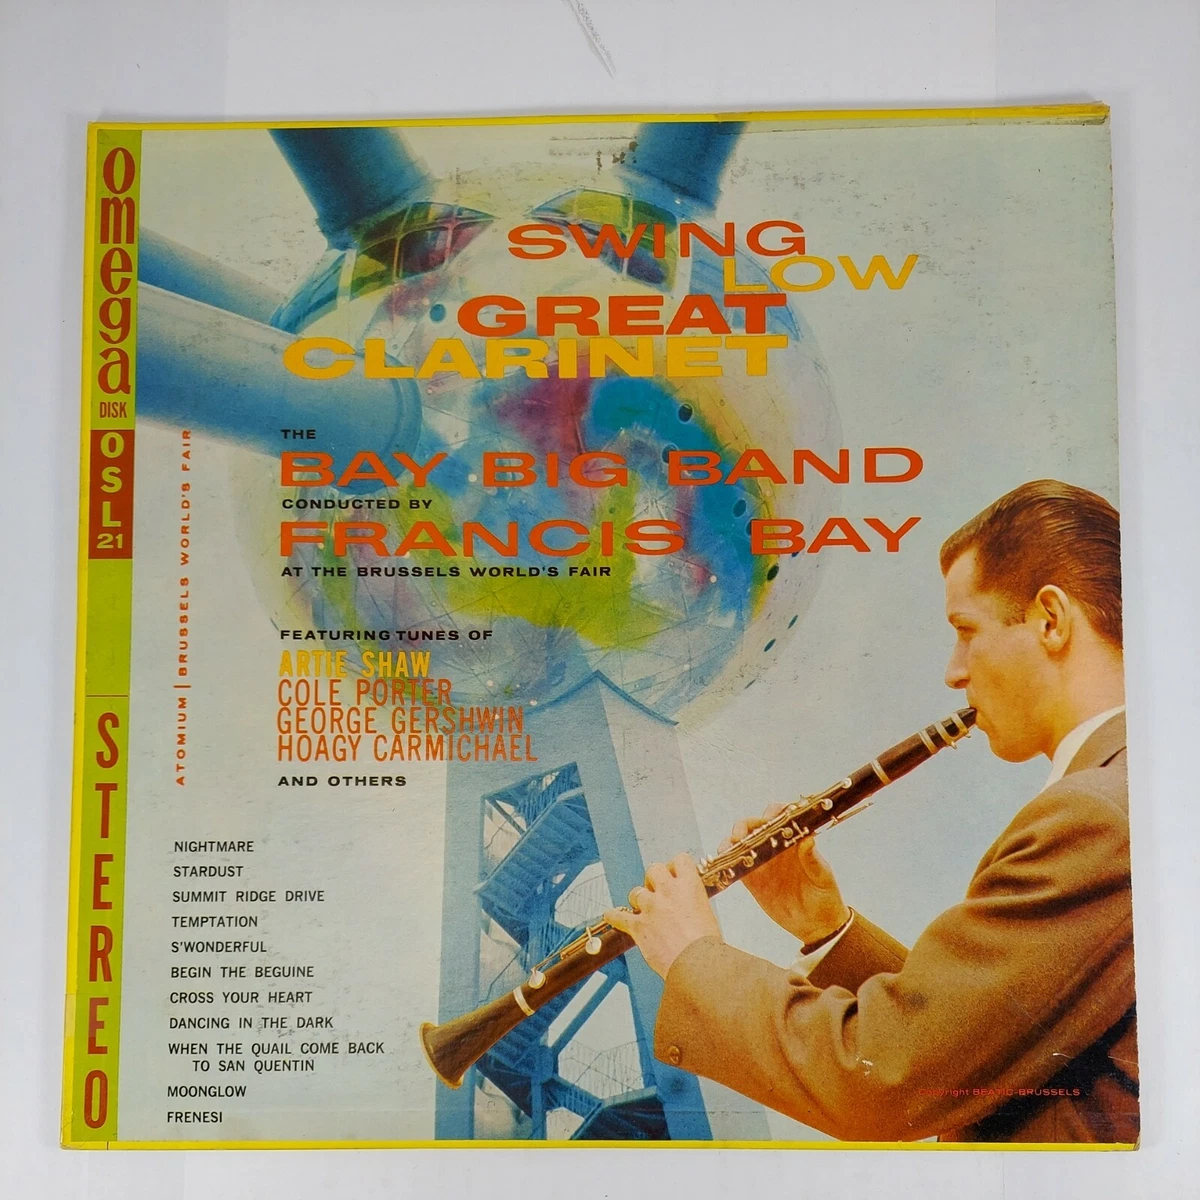 omega
DISK
OSL
21
STEREO
ATOMIUM | BRUSSELS WORLD'S FAIR
SWING
LOW
GREAT
CLARINET
THE
BAY BIG BAND
CONDUCTED BY
FRANCIS BAY
AT THE BRUSSELS WORLD'S FAIR
FEATURING TUNES OF
ARTIE SHAW
COLE PORTER
GEORGE GERSHWIN
HOAGY CARMICHAEL
AND OTHERS
NIGHTMARE
STARDUST
SUMMIT RIDGE DRIVE
TEMPTATION
S'WONDERFUL
BEGIN THE BEGUINE
CROSS YOUR HEART
DANCING IN THE DARK
WHEN THE QUAIL COME BACK
TO SAN QUENTIN
MOONGLOW
FRENESI
Copyright BEATIG-BRUSSELS